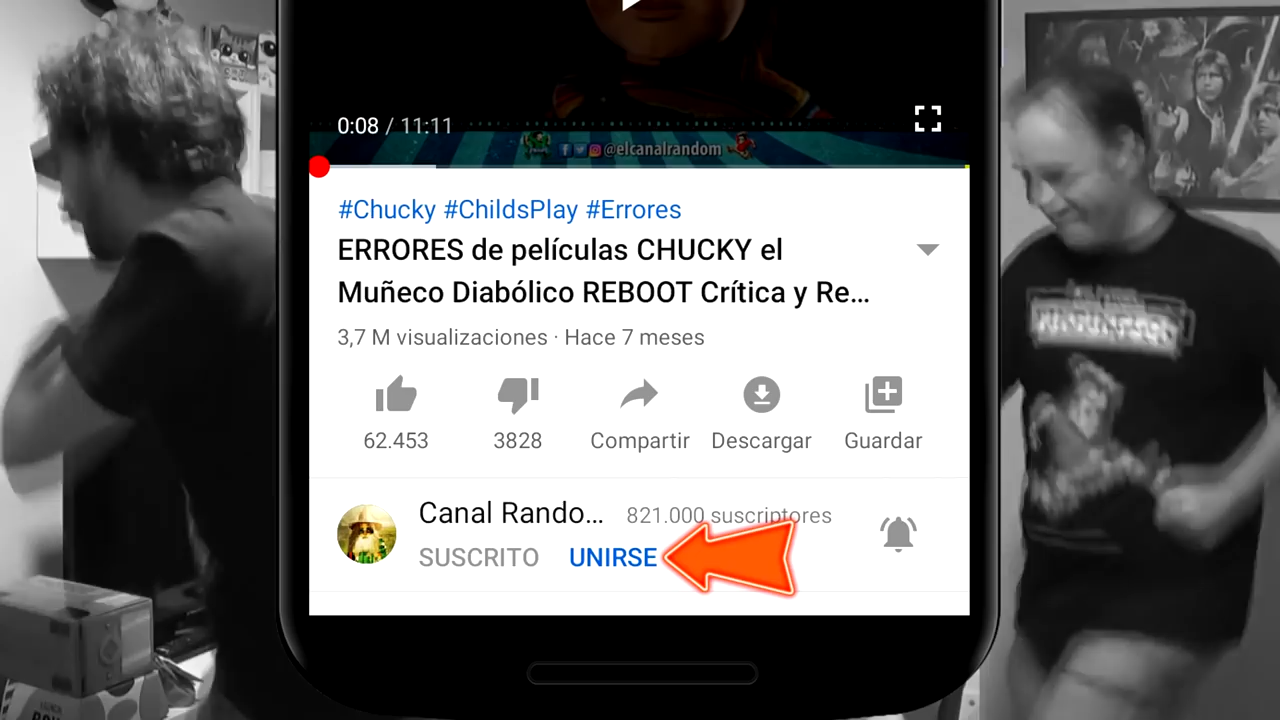 0:08 / 11:11
@elcanalrandom
#Chucky #ChildsPlay #Errores
ERRORES de películas CHUCKY el
Muñeco Diabólico REBOOT Crítica y Re...
3,7 M visualizaciones · Hace 7 meses
62.453
3828
Compartir
Descargar
Guardar
Canal Rando... 821.000 suscriptores
SUSCRITO UNIRSE